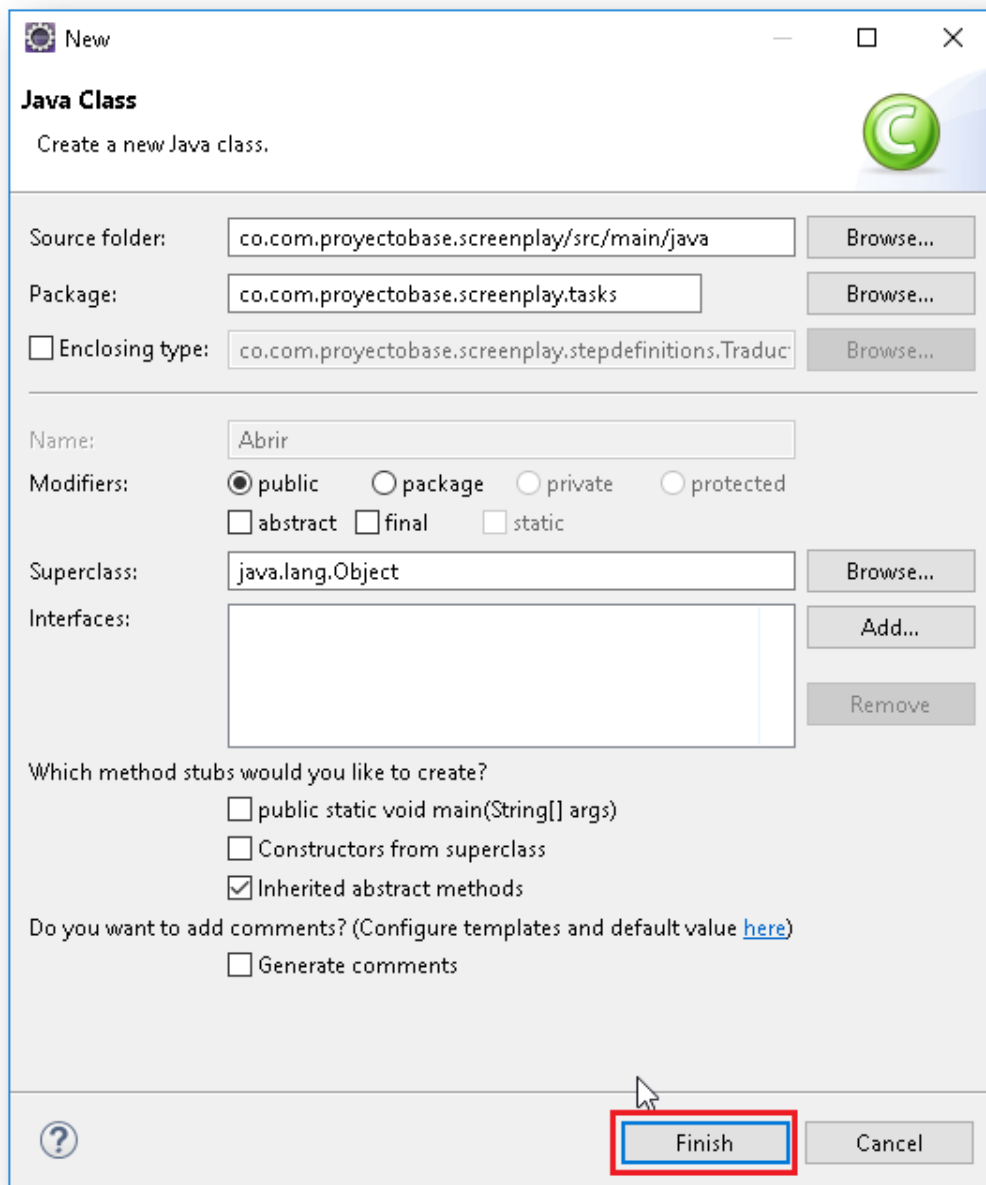 New
Java Class
Create a new Java class.
Source folder: co.com.proyectobase.screenplay/src/main/java Browse...
Package: co.com.proyectobase.screenplay.tasks Browse...
Enclosing type: co.com.proyectobase.screenplay.stepdefinitions.Traduc Browse...
Name: Abrir
Modifiers: public package private protected
abstract final static
Superclass: java.lang.Object Browse...
Interfaces: Add...
Remove
Which method stubs would you like to create?
public static void main(String[] args)
Constructors from superclass
Inherited abstract methods
Do you want to add comments? (Configure templates and default value here)
Generate comments
? Finish Cancel